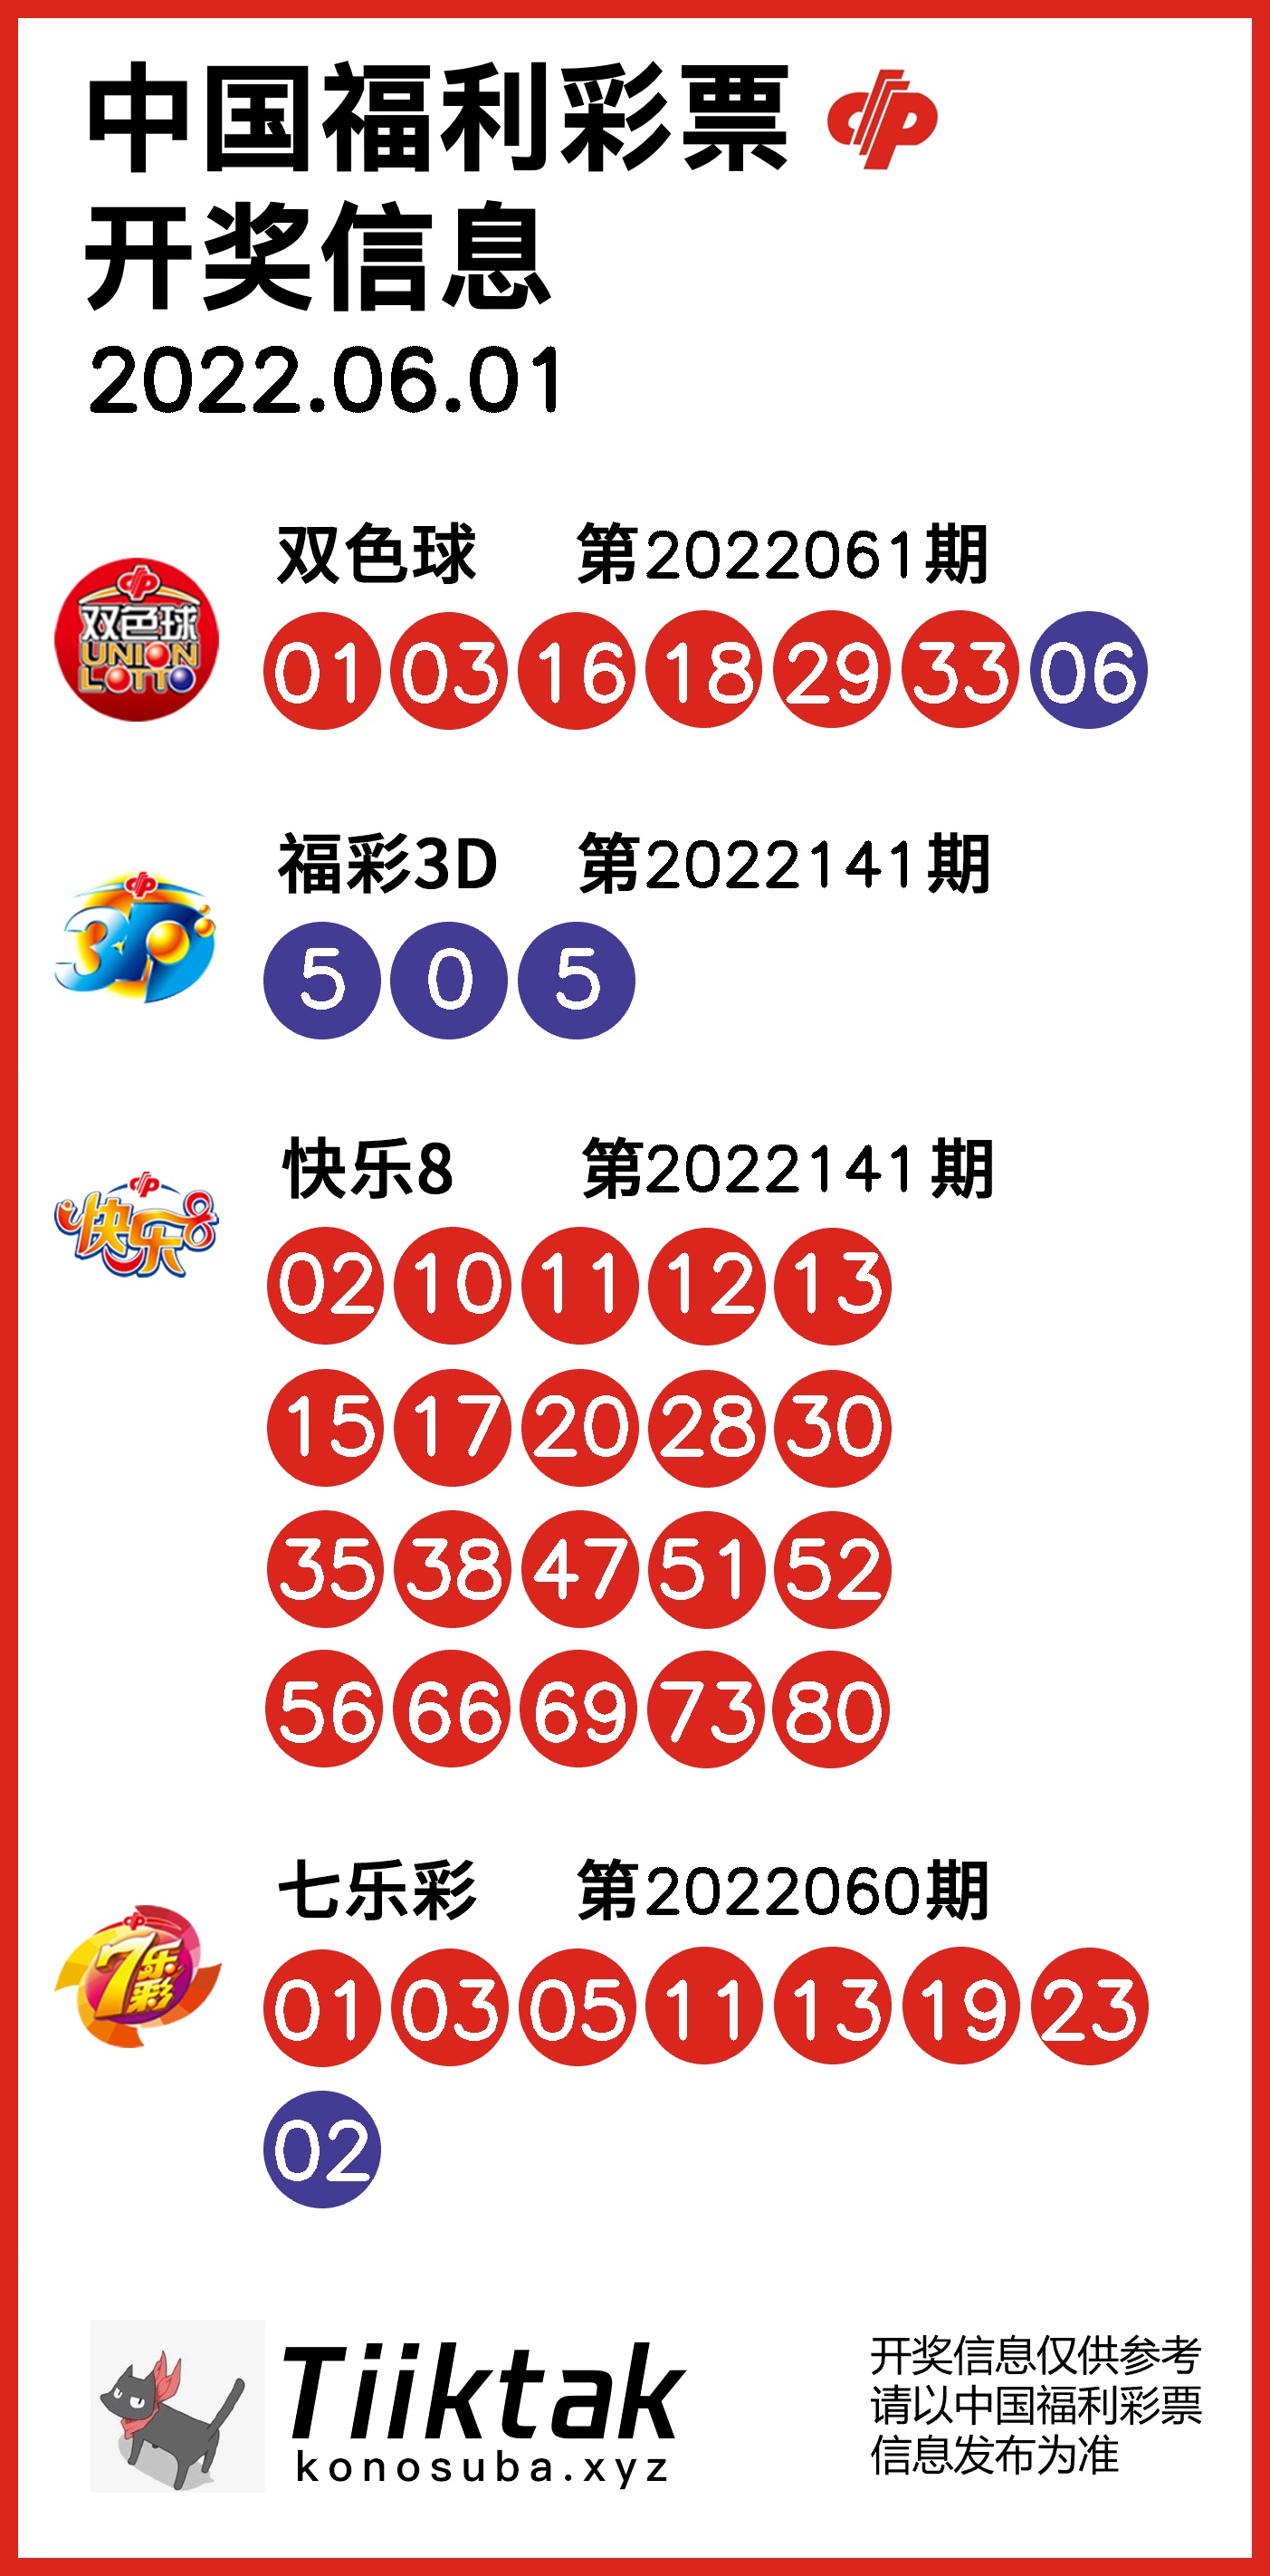 中国福利彩票
开奖信息
2022.06.01
双色球 第2022061期
双色球
UNION
LOTTO
01 03 16 18 29 33 06
福彩3D 第2022141期
3D
5 0 5
快乐8 第2022141期
快乐8
02 10 11 12 13
15 17 20 28 30
35 38 47 51 52
56 66 69 73 80
七乐彩 第2022060期
7乐彩
01 03 05 11 13 19 23
02
Tiiktak
konosuba.xyz
开奖信息仅供参考
请以中国福利彩票
信息发布为准